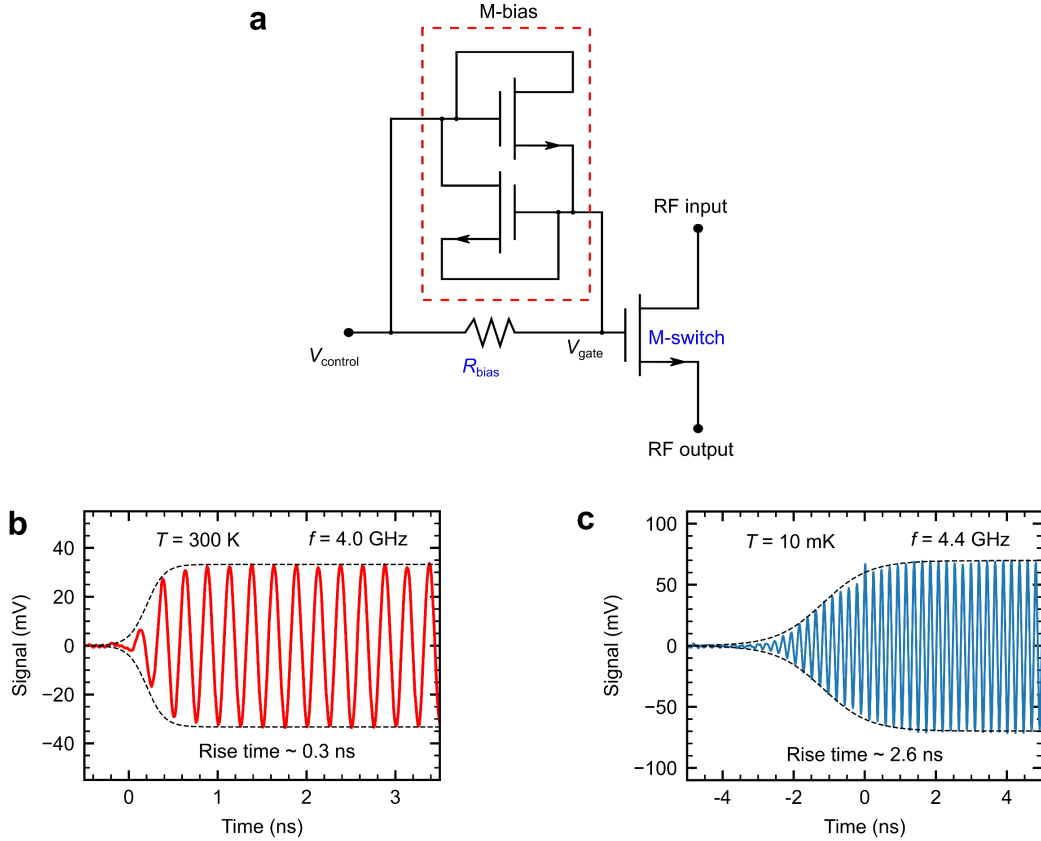 a
M-bias
RF input
M-switch
V_control
R_bias
V_gate
RF output
b
T = 300 K
f = 4.0 GHz
Rise time ~ 0.3 ns
Signal (mV)
40
20
0
−20
−40
0
1
2
3
Time (ns)
c
T = 10 mK
f = 4.4 GHz
Rise time ~ 2.6 ns
Signal (mV)
100
50
0
−50
−100
-4
-2
0
2
4
Time (ns)